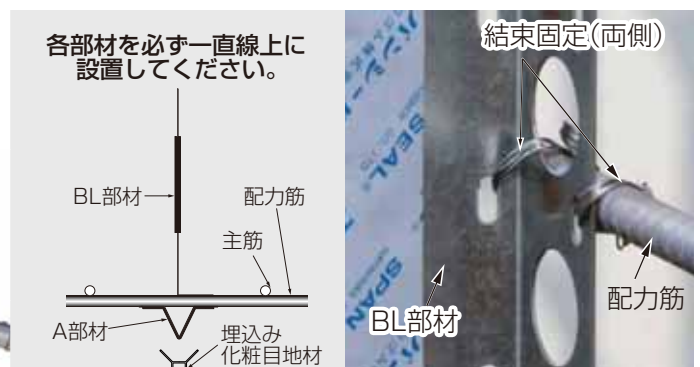 各部材を必ず一直線上に
設置してください。
BL部材
配力筋
主筋
A部材
埋込み
化粧目地材
結束固定(両側)
SEAL
SPAN
BL部材
配力筋